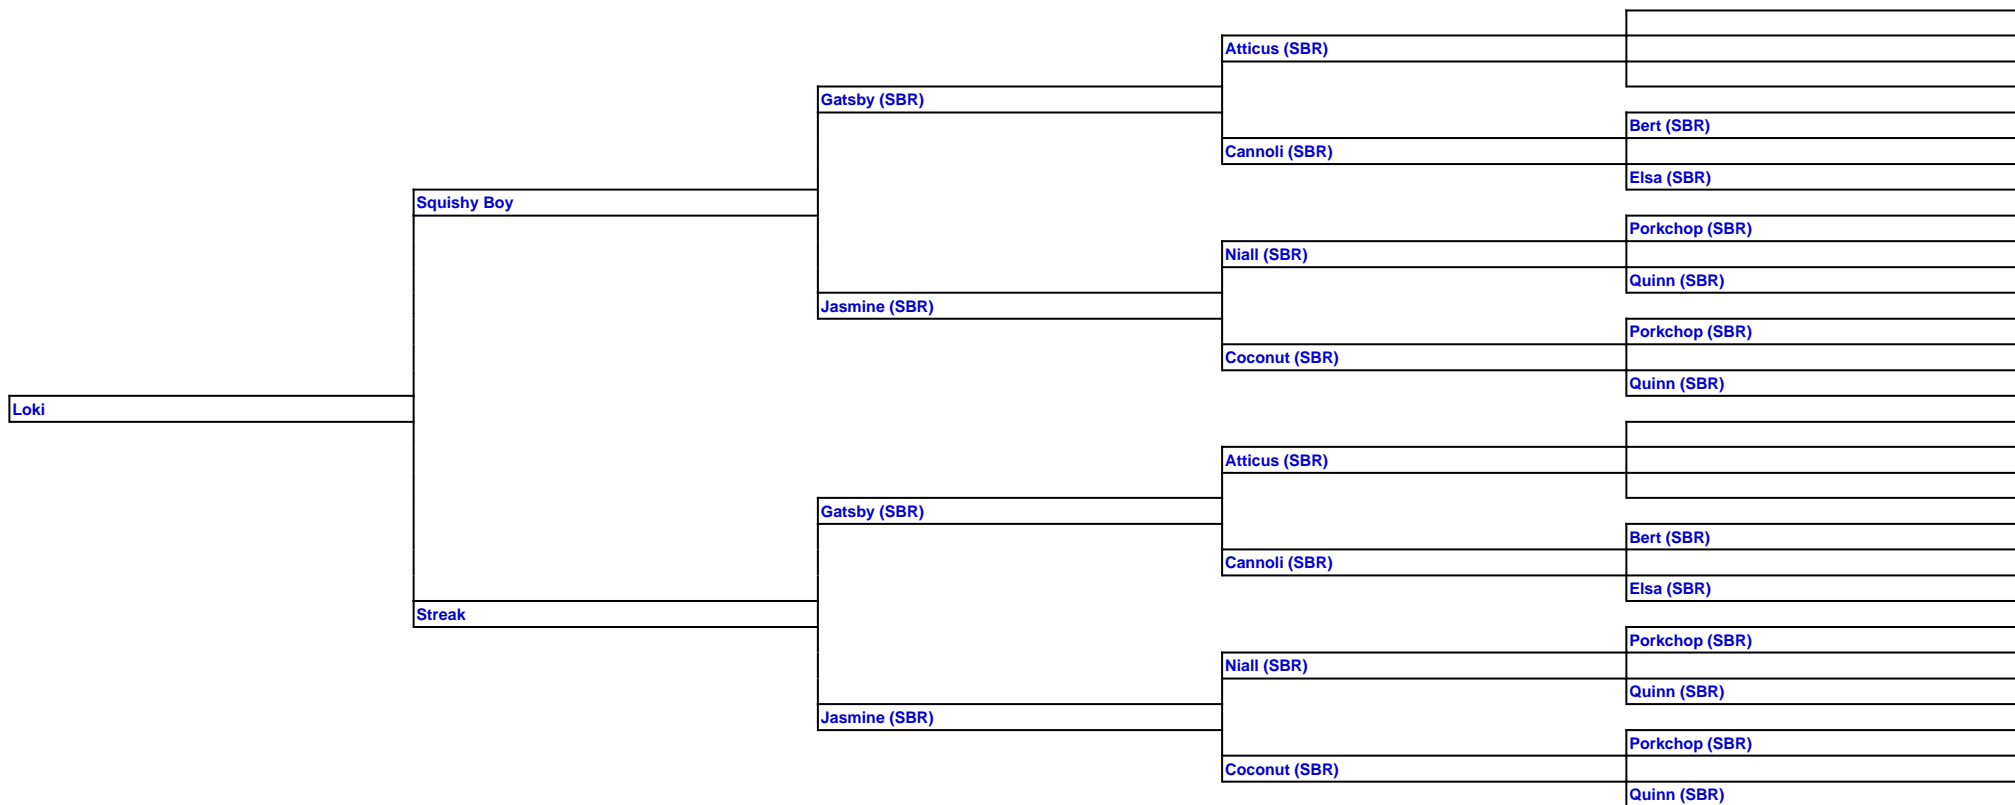 Atticus (SBR)
Gatsby (SBR)
Bert (SBR)
Cannoli (SBR)
Elsa (SBR)
Squishy Boy
Porkchop (SBR)
Niall (SBR)
Quinn (SBR)
Jasmine (SBR)
Porkchop (SBR)
Coconut (SBR)
Quinn (SBR)
Loki
Atticus (SBR)
Gatsby (SBR)
Bert (SBR)
Cannoli (SBR)
Elsa (SBR)
Streak
Porkchop (SBR)
Niall (SBR)
Quinn (SBR)
Jasmine (SBR)
Porkchop (SBR)
Coconut (SBR)
Quinn (SBR)